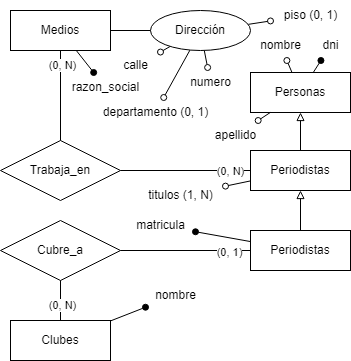 Medios
Dirección
piso (0, 1)
(0, N)
calle
nombre
dni
razon_social
numero
Personas
departamento (0, 1)
apellido
Trabaja_en
(0, N)
Periodistas
titulos (1, N)
matricula
Cubre_a
(0, 1)
Periodistas
(0, N)
nombre
Clubes